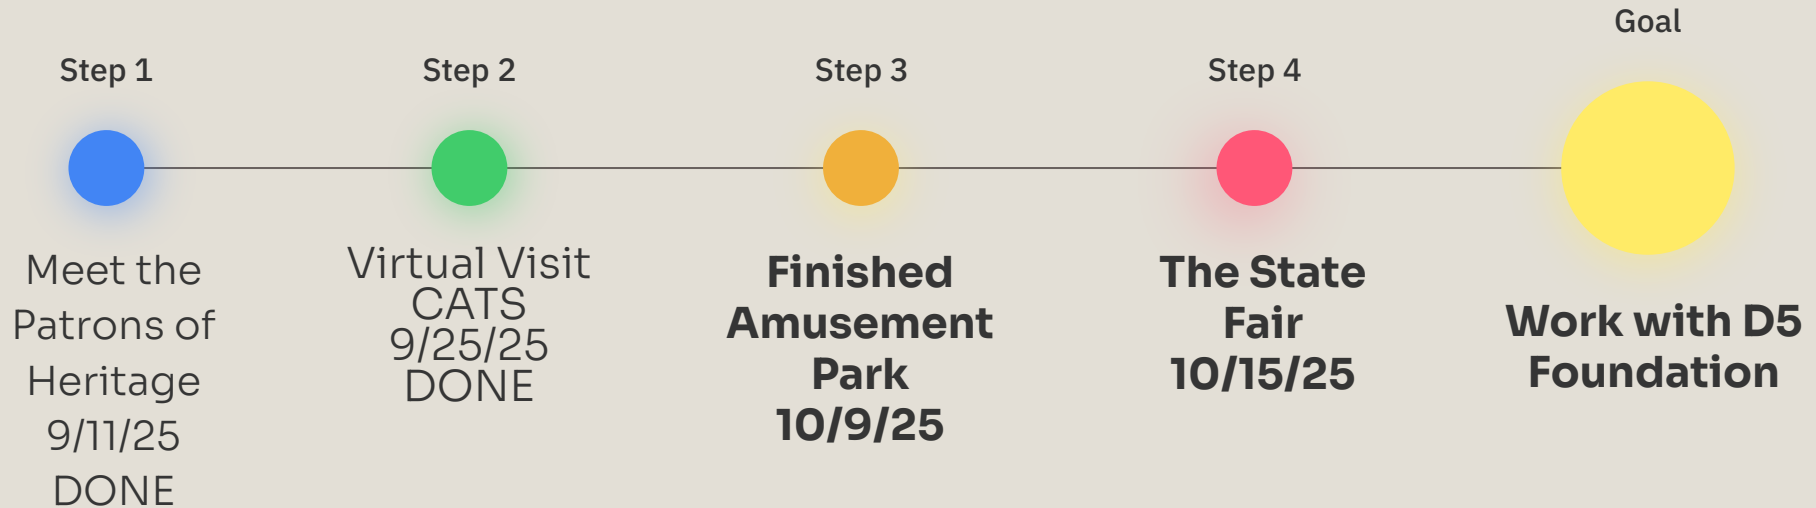 Step 1
Meet the
Patrons of
Heritage
9/11/25
DONE
Step 2
Virtual Visit
CATS
9/25/25
DONE
Step 3
Finished
Amusement
Park
10/9/25
Step 4
The State
Fair
10/15/25
Goal
Work with D5
Foundation